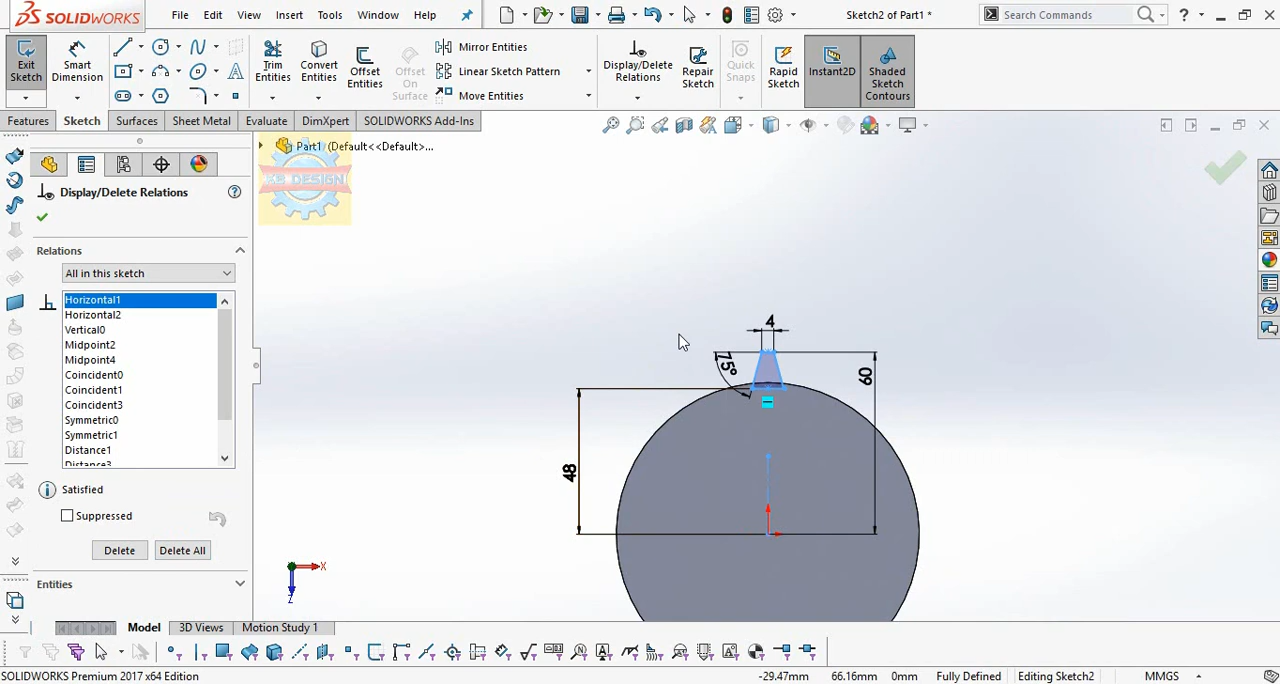 SOLIDWORKS
File Edit View Insert Tools Window Help
Sketch2 of Part1 *
Search Commands
?
Exit Sketch
Smart Dimension
Trim Entities
Convert Entities
Offset Entities
Offset On Surface
Mirror Entities
Linear Sketch Pattern
Move Entities
Display/Delete Relations
Repair Sketch
Quick Snaps
Rapid Sketch
Instant2D
Shaded Sketch Contours
Features Sketch Surfaces Sheet Metal Evaluate DimXpert SOLIDWORKS Add-Ins
Part1 (Default<<Default>...
KB DESIGN
Display/Delete Relations
?
Relations
All in this sketch
Horizontal1
Horizontal2
Vertical0
Midpoint2
Midpoint4
Coincident0
Coincident1
Coincident3
Symmetric0
Symmetric1
Distance1
Distance3
Satisfied
Suppressed
Delete Delete All
Entities
4
75°
60
48
X
Z
Model 3D Views Motion Study 1
SOLIDWORKS Premium 2017 x64 Edition
-29.47mm 66.16mm 0mm Fully Defined Editing Sketch2 MMGS